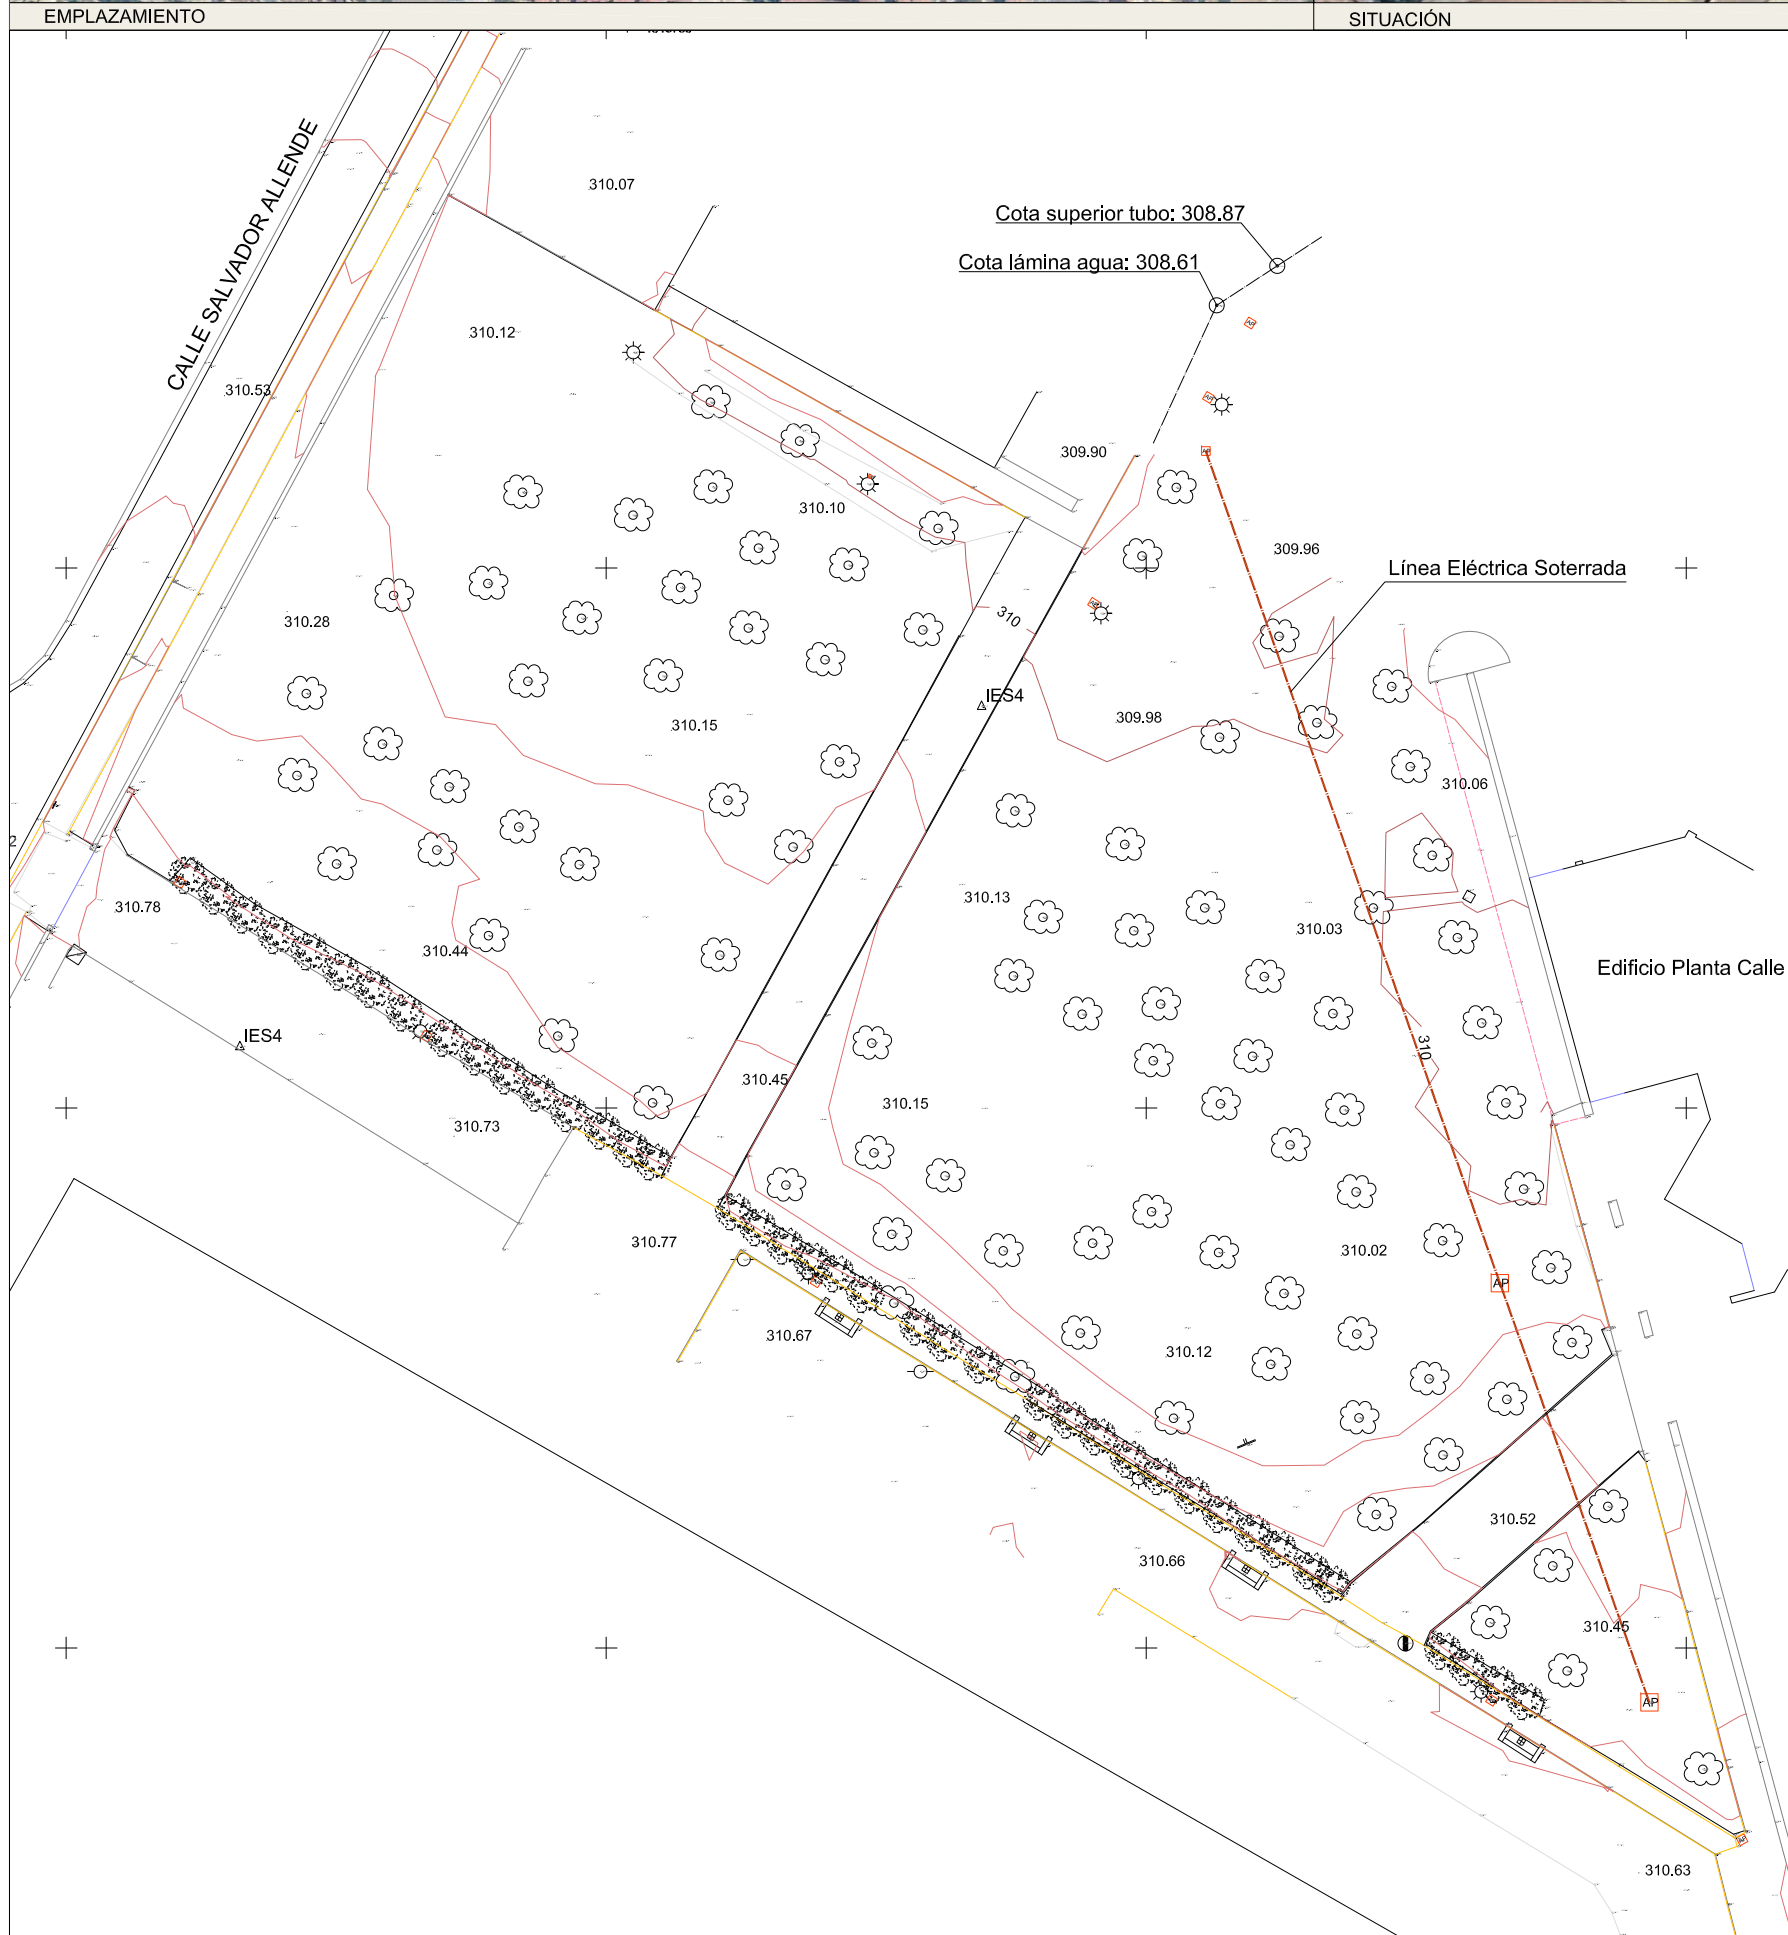 EMPLAZAMIENTO
SITUACIÓN
CALLE SALVADOR ALLENDE
310.07
Cota superior tubo: 308.87
Cota lámina agua: 308.61
310.12
310.53
309.90
310.10
309.96
Línea Eléctrica Soterrada
310.28
310
IES4
309.98
310.15
310.06
2
310.13
310.78
310.03
310.44
Edificio Planta Calle
IES4
310
310.45
310.15
310.73
310.77
310.02
AP
310.67
310.12
310.52
310.66
310.45
AP
310.63